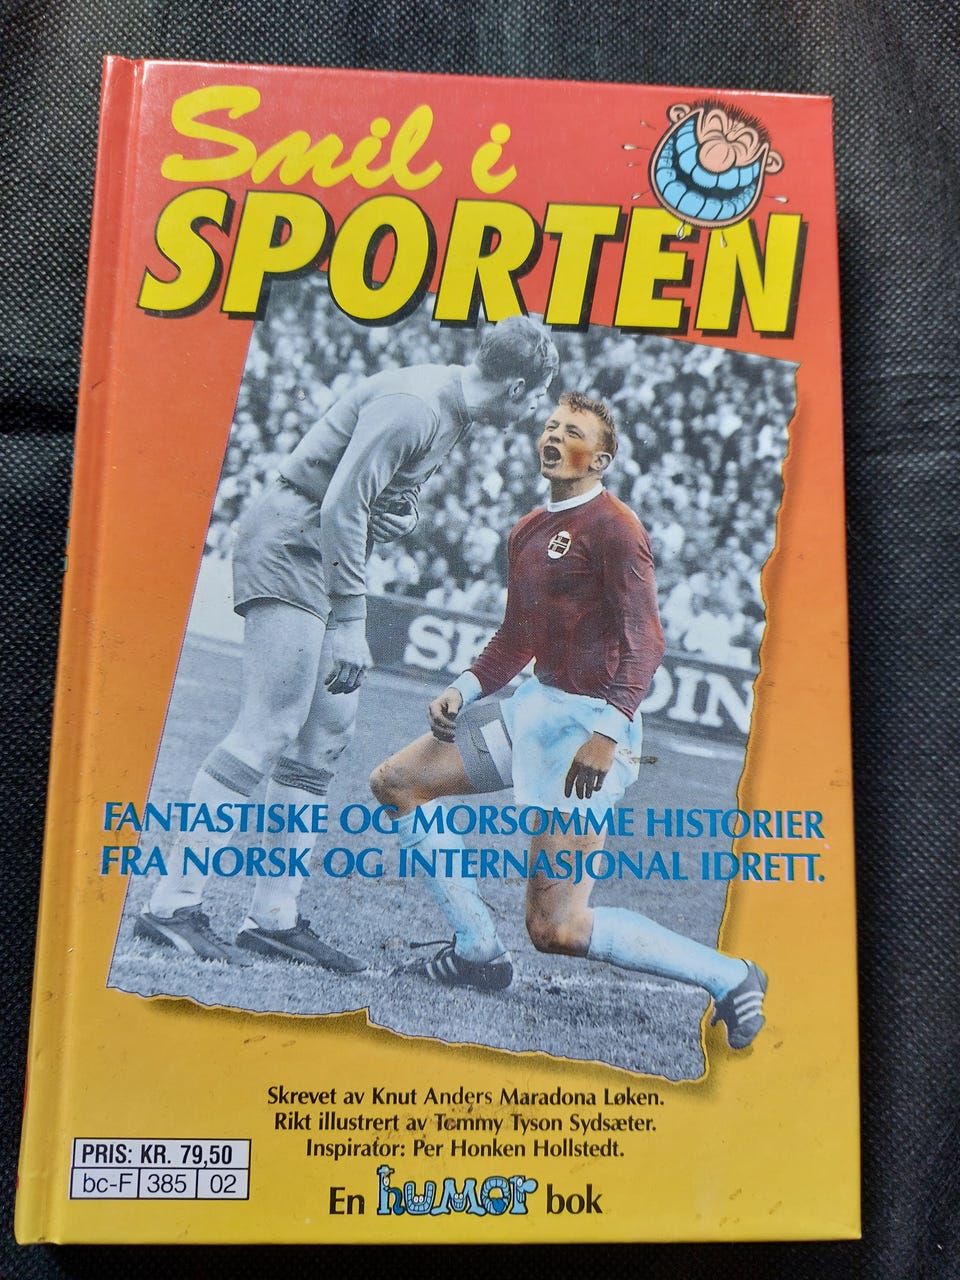 Smil i
SPORTEN
FANTASTISKE OG MORSOMME HISTORIER
FRA NORSK OG INTERNASJONAL IDRETT.
Skrevet av Knut Anders Maradona Løken.
Rikt illustrert av Tommy Tyson Sydsæter.
Inspirator: Per Honken Hollstedt.
PRIS: KR. 79,50
bc-F 385 02
En humor bok